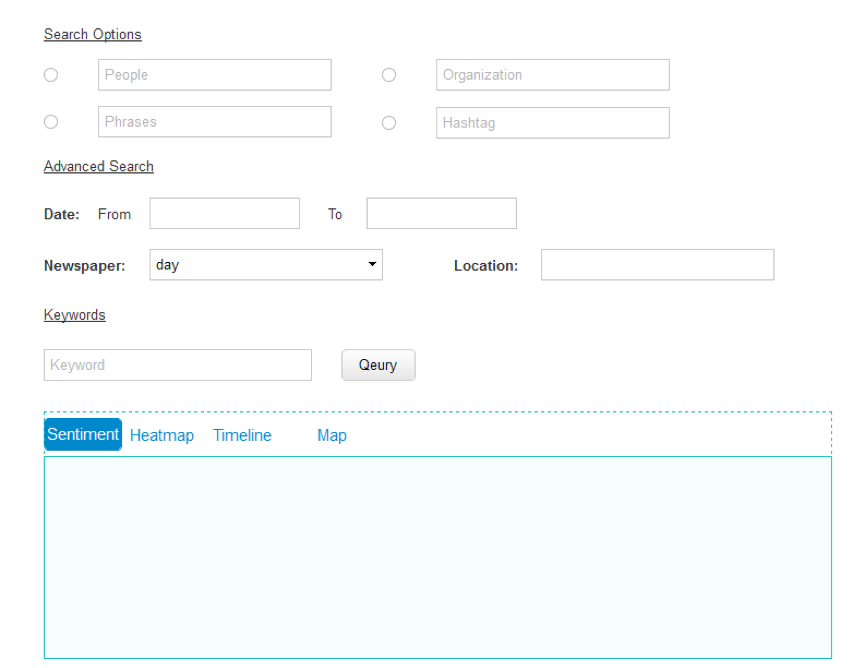 Search Options
People Organization
Phrases Hashtag
Advanced Search
Date: From To
Newspaper: day Location:
Keywords
Keyword Qeury
Sentiment Heatmap Timeline Map